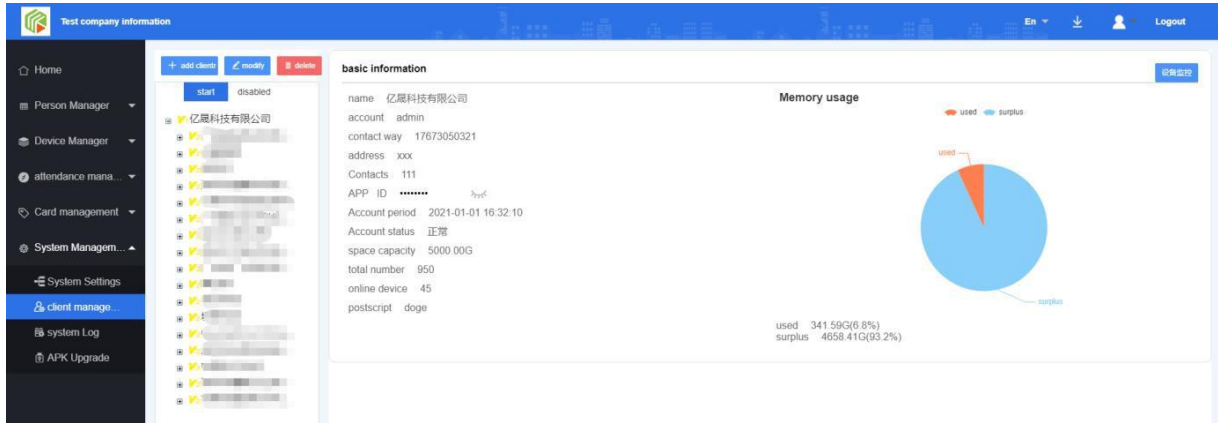 Test company information
En
Logout
Home
Person Manager
Device Manager
attendance mana...
Card management
System Managem...
System Settings
client manage...
system Log
APK Upgrade
+ add clientr
modify
delete
start disabled
亿晟科技有限公司
basic information
设备监控
name 亿晟科技有限公司
account admin
contact way 17673050321
address xxx
Contacts 111
APP ID ••••••••
Account period 2021-01-01 16:32:10
Account status 正常
space capacity 5000.00G
total number 950
online device 45
postscript doge
Memory usage
used surplus
used
surplus
used 341.59G(6.8%)
surplus 4658.41G(93.2%)